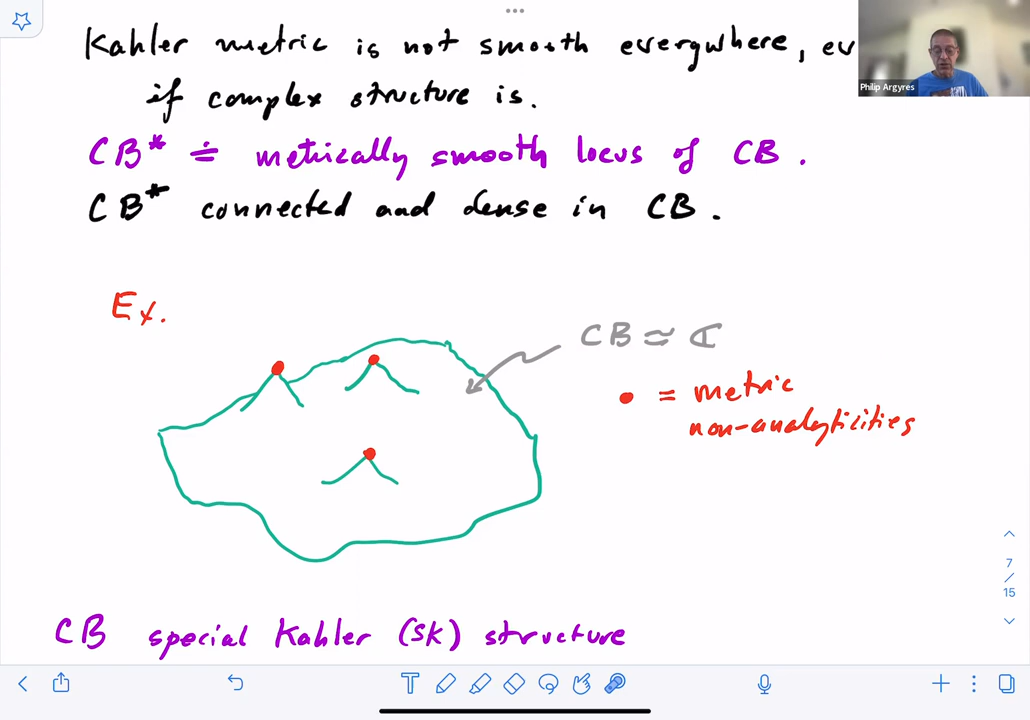 Kahler metric is not smooth everywhere, ev
if complex structure is.
CB* ≐ metrically smooth locus of CB.
CB* connected and dense in CB.
Ex.
CB ≃ ℂ
• = metric
non-analyticities
CB special Kahler (SK) structure
Philip Argyres
7
/
15
T